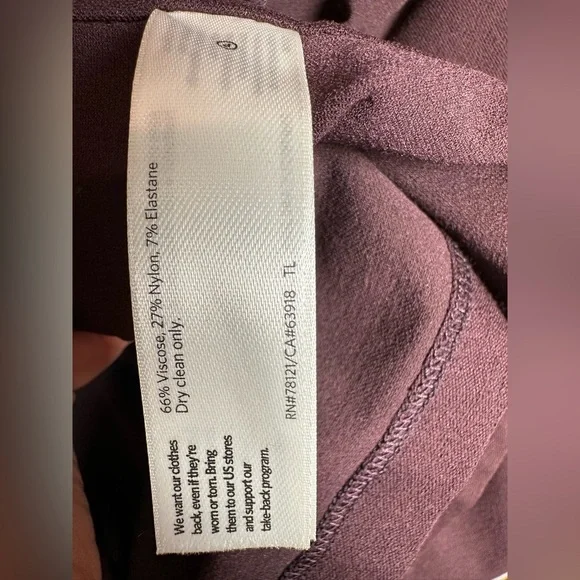 66% Viscose, 27% Nylon, 7% Elastane
Dry clean only.
RN#78121/CA#63918 TL
We want our clothes
back, even if they're
worn or torn. Bring
them to our US stores
and support our
take-back program.